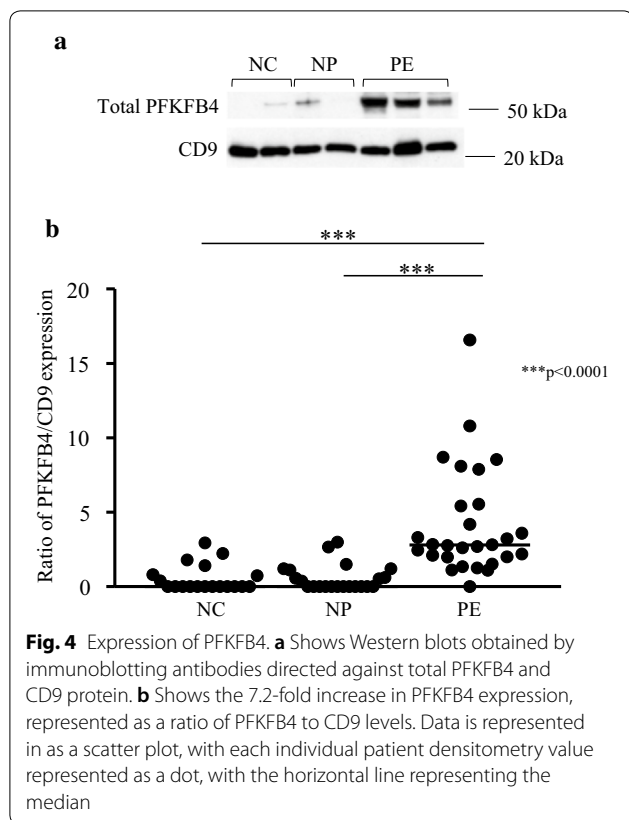 a
NC NP PE
Total PFKFB4
50 kDa
CD9
20 kDa
b
***
***
20
15
10
5
0
Ratio of PFKFB4/CD9 expression
***p<0.0001
NC NP PE
Fig. 4 Expression of PFKFB4. a Shows Western blots obtained by
immunoblotting antibodies directed against total PFKFB4 and
CD9 protein. b Shows the 7.2-fold increase in PFKFB4 expression,
represented as a ratio of PFKFB4 to CD9 levels. Data is represented
in as a scatter plot, with each individual patient densitometry value
represented as a dot, with the horizontal line representing the
median